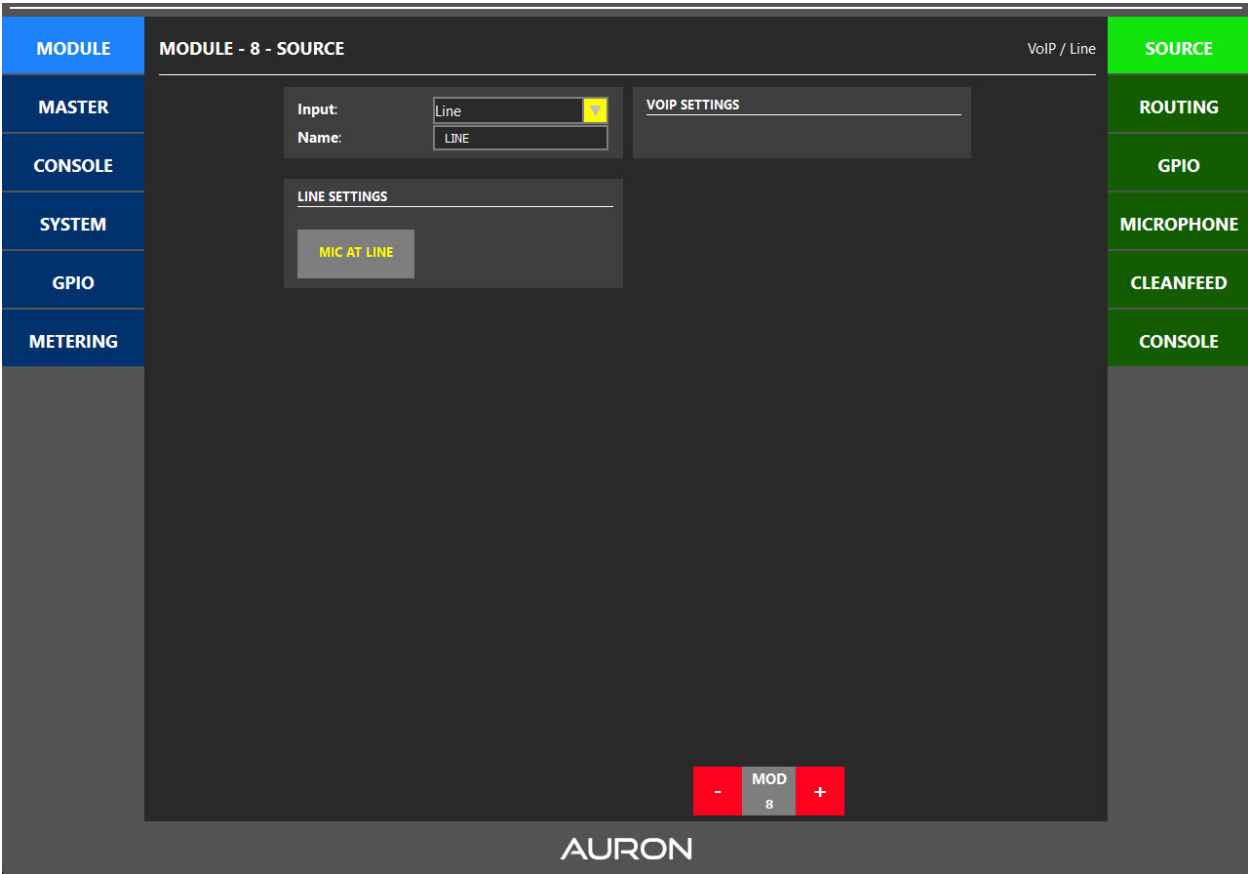 MODULE
MASTER
CONSOLE
SYSTEM
GPIO
METERING
MODULE - 8 - SOURCE
VoIP / Line
Input:
Line
Name:
LINE
VOIP SETTINGS
LINE SETTINGS
MIC AT LINE
-
MOD
8
+
SOURCE
ROUTING
GPIO
MICROPHONE
CLEANFEED
CONSOLE
AURON